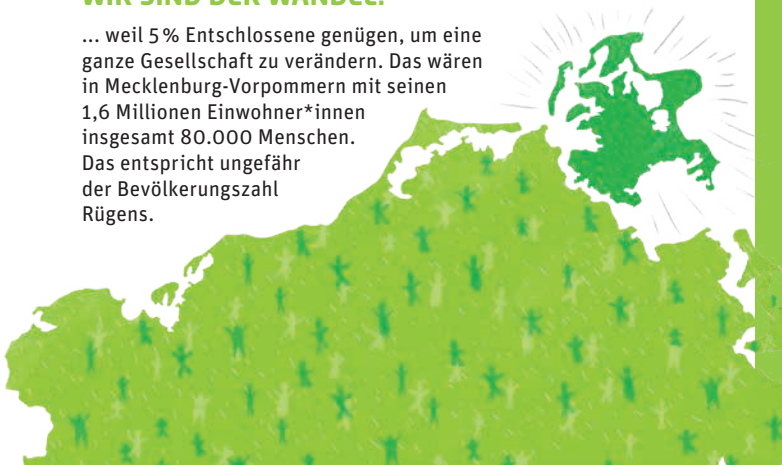 WIR SIND DER WANDEL.
... weil 5% Entschlossene genügen, um eine
ganze Gesellschaft zu verändern. Das wären
in Mecklenburg-Vorpommern mit seinen
1,6 Millionen Einwohner*innen
insgesamt 80.000 Menschen.
Das entspricht ungefähr
der Bevölkerungszahl
Rügens.